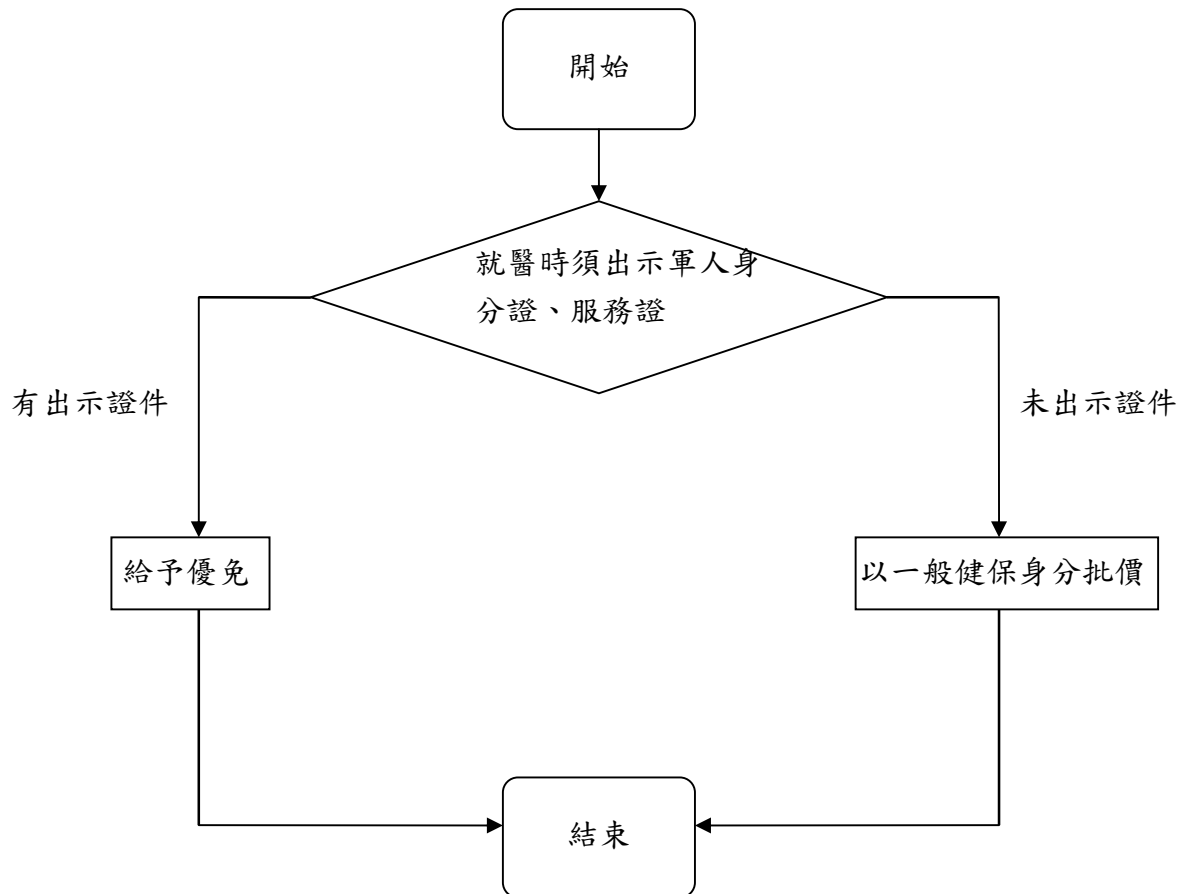 開始
就醫時須出示軍人身
分證、服務證
有出示證件
未出示證件
給予優免
以一般健保身分批價
結束